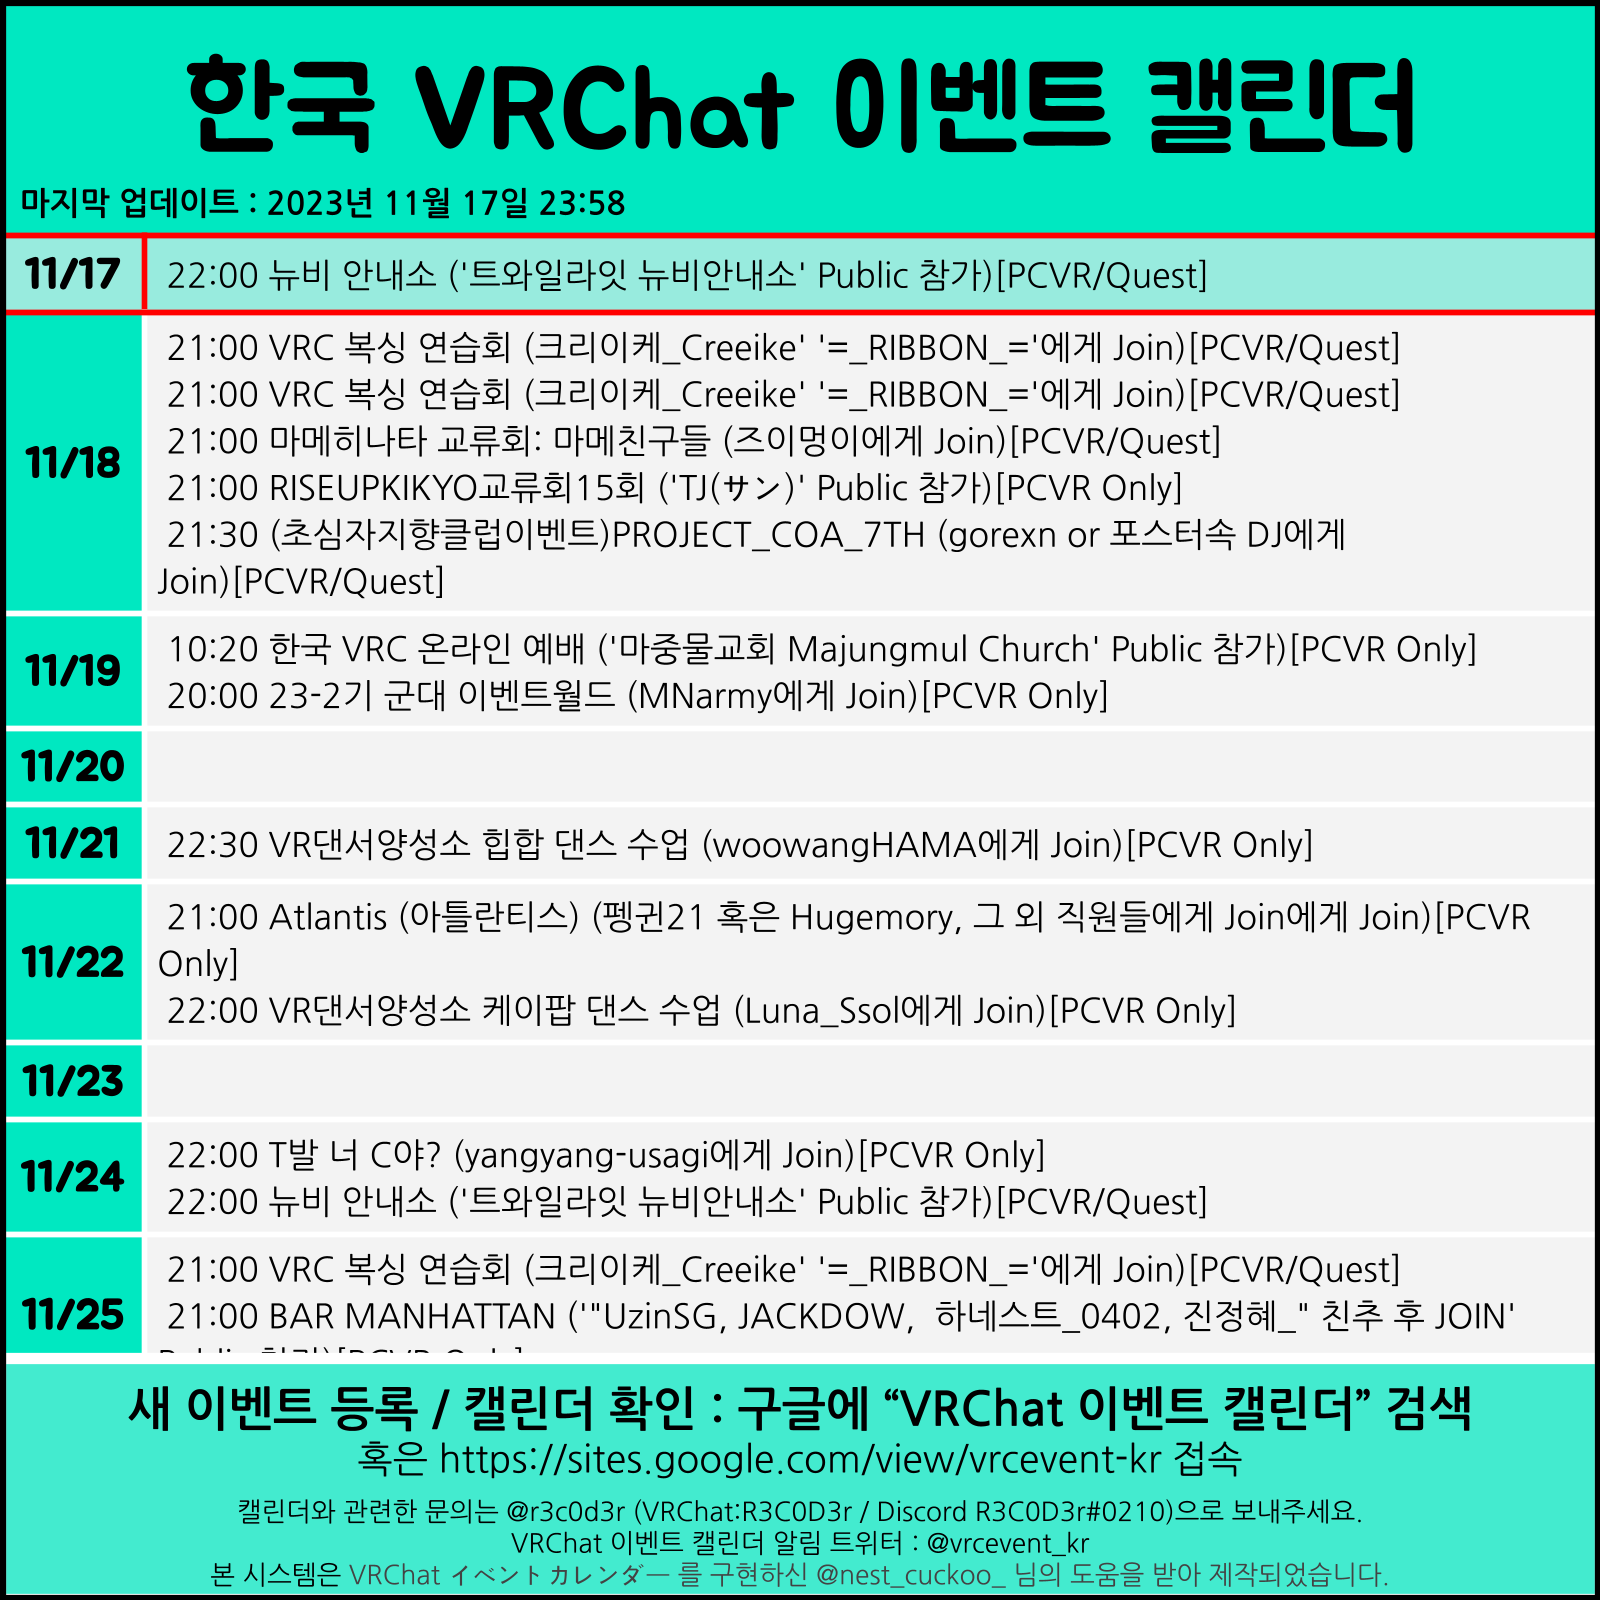 한국 VRChat 이벤트 캘린더
마지막 업데이트 : 2023년 11월 17일 23:58
11/17
22:00 뉴비 안내소 ('트와일라잇 뉴비안내소' Public 참가)[PCVR/Quest]
11/18
21:00 VRC 복싱 연습회 (크리이케_Creeike' '=_RIBBON_='에게 Join)[PCVR/Quest]
21:00 VRC 복싱 연습회 (크리이케_Creeike' '=_RIBBON_='에게 Join)[PCVR/Quest]
21:00 마메히나타 교류회: 마메친구들 (즈이멍이에게 Join)[PCVR/Quest]
21:00 RISEUPKIKYO교류회15회 ('TJ(サン)' Public 참가)[PCVR Only]
21:30 (초심자지향클럽이벤트)PROJECT_COA_7TH (gorexn or 포스터속 DJ에게
Join)[PCVR/Quest]
11/19
10:20 한국 VRC 온라인 예배 ('마중물교회 Majungmul Church' Public 참가)[PCVR Only]
20:00 23-2기 군대 이벤트월드 (MNarmy에게 Join)[PCVR Only]
11/20
11/21
22:30 VR댄서양성소 힙합 댄스 수업 (woowangHAMA에게 Join)[PCVR Only]
11/22
21:00 Atlantis (아틀란티스) (펭귄21 혹은 Hugemory, 그 외 직원들에게 Join에게 Join)[PCVR
Only]
22:00 VR댄서양성소 케이팝 댄스 수업 (Luna_Ssol에게 Join)[PCVR Only]
11/23
11/24
22:00 T발 너 C야? (yangyang-usagi에게 Join)[PCVR Only]
22:00 뉴비 안내소 ('트와일라잇 뉴비안내소' Public 참가)[PCVR/Quest]
11/25
21:00 VRC 복싱 연습회 (크리이케_Creeike' '=_RIBBON_='에게 Join)[PCVR/Quest]
21:00 BAR MANHATTAN ('"UzinSG, JACKDOW,  하네스트_0402, 진정혜_" 친추 후 JOIN'
새 이벤트 등록 / 캘린더 확인 : 구글에 “VRChat 이벤트 캘린더” 검색
혹은 https://sites.google.com/view/vrcevent-kr 접속
캘린더와 관련한 문의는 @r3c0d3r (VRChat:R3C0D3r / Discord R3C0D3r#0210)으로 보내주세요.
VRChat 이벤트 캘린더 알림 트위터 : @vrcevent_kr
본 시스템은 VRChat イベントカレンダー 를 구현하신 @nest_cuckoo_ 님의 도움을 받아 제작되었습니다.